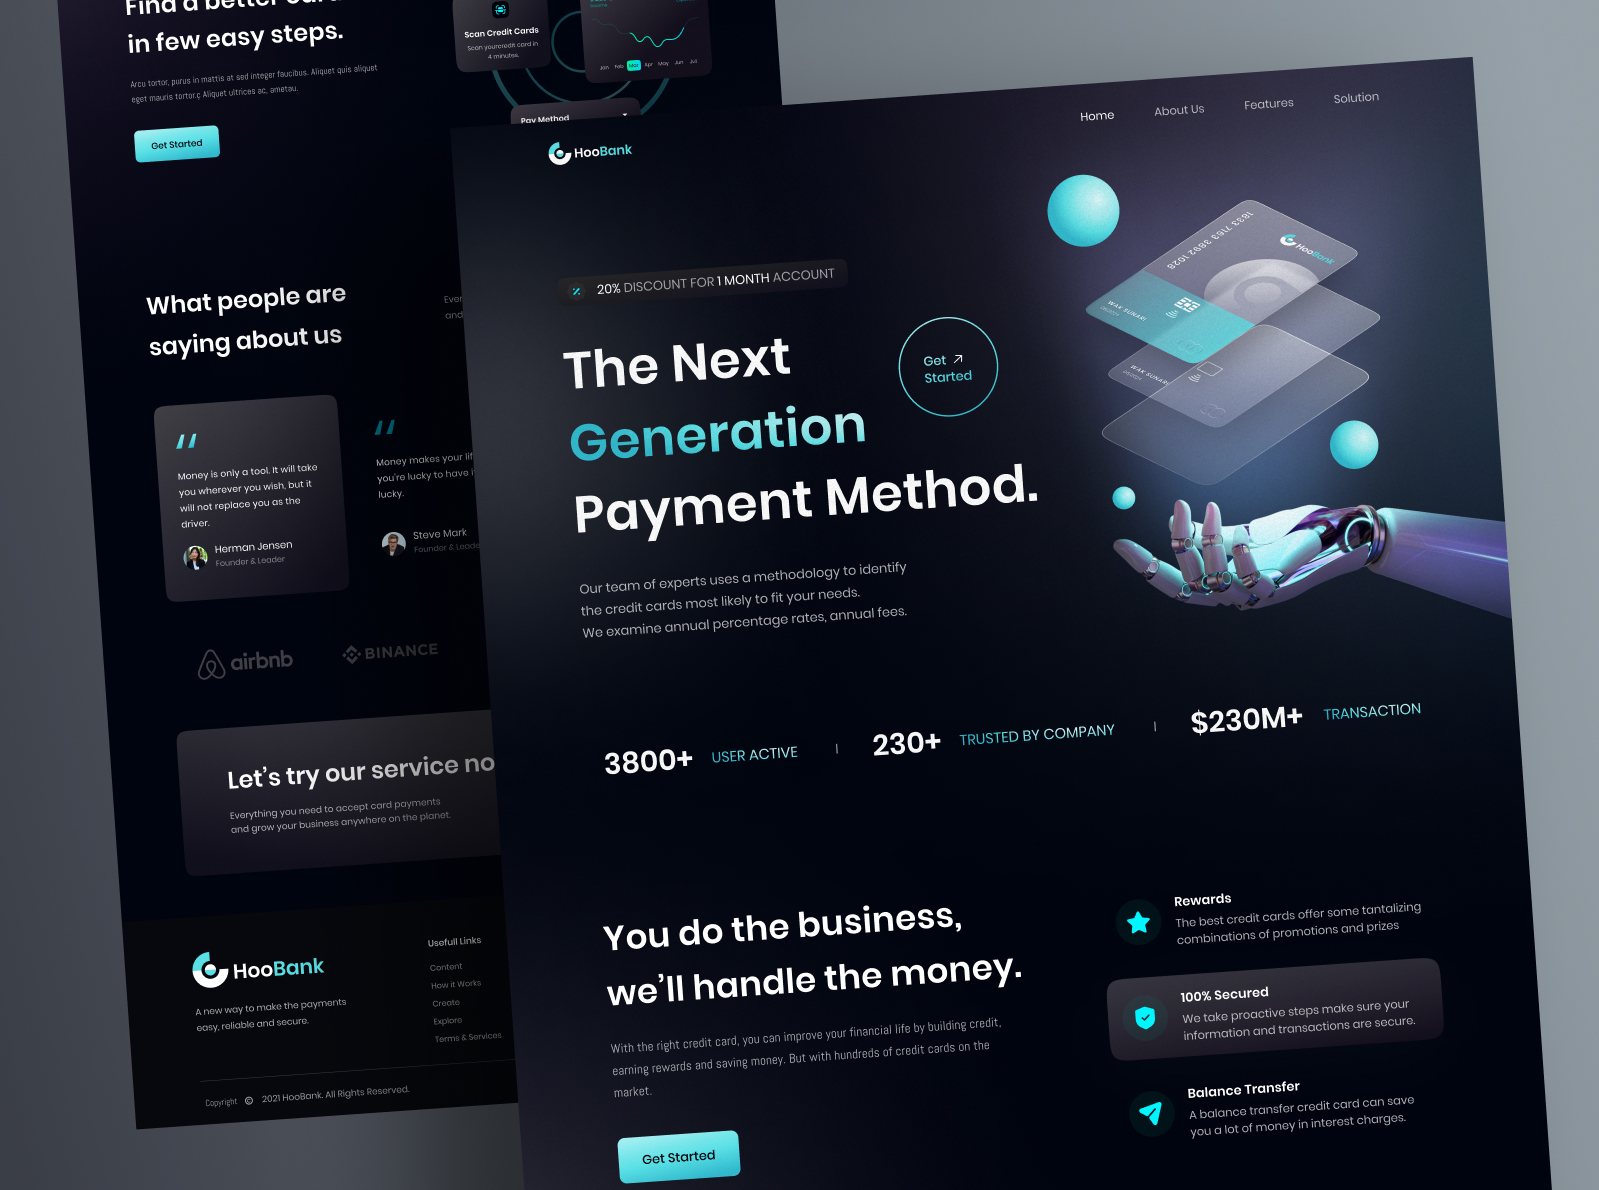 Find a better card
in few easy steps.
Arcu tortor, purus in mattis at sed integer faucibus. Aliquet quis aliquet
eget mauris tortor.ç Aliquet ultrices ac, ametau.
Get Started
Scan Credit Cards
Scan yourcredit card in
4 minutes.
Jan Feb Mar Apr May Jun Jul
Pay Method
What people are
saying about us
Money is only a tool. It will take
you wherever you wish, but it
will not replace you as the
driver.
Herman Jensen
Founder & Leader
Money makes your
you're lucky to have
lucky.
Steve Mark
Founder &
airbnb
BINANCE
Let's try our service
Everything you need to accept card payments
and grow your business anywhere on the planet.
HooBank
A new way to make the payments
easy, reliable and secure.
Usefull Links
Content
How it Works
Create
Explore
Terms & Services
Copyright © 2021 HooBank. All Rights Reserved.
HooBank
Home
About Us
Features
Solution
20% DISCOUNT FOR 1 MONTH ACCOUNT
The Next
Generation
Payment Method.
Get
Started
Our team of experts uses a methodology to identify
the credit cards most likely to fit your needs.
We examine annual percentage rates, annual fees.
1833 7163 3892 1028
HooBank
WAK SUNARI
WAK SUNARI
3800+ USER ACTIVE
230+ TRUSTED BY COMPANY
$230M+ TRANSACTION
You do the business,
we'll handle the money.
With the right credit card, you can improve your financial life by building credit,
earning rewards and saving money. But with hundreds of credit cards on the
market.
Get Started
Rewards
The best credit cards offer some tantalizing
combinations of promotions and prizes
100% Secured
We take proactive steps make sure your
information and transactions are secure.
Balance Transfer
A balance transfer credit card can save
you a lot of money in interest charges.